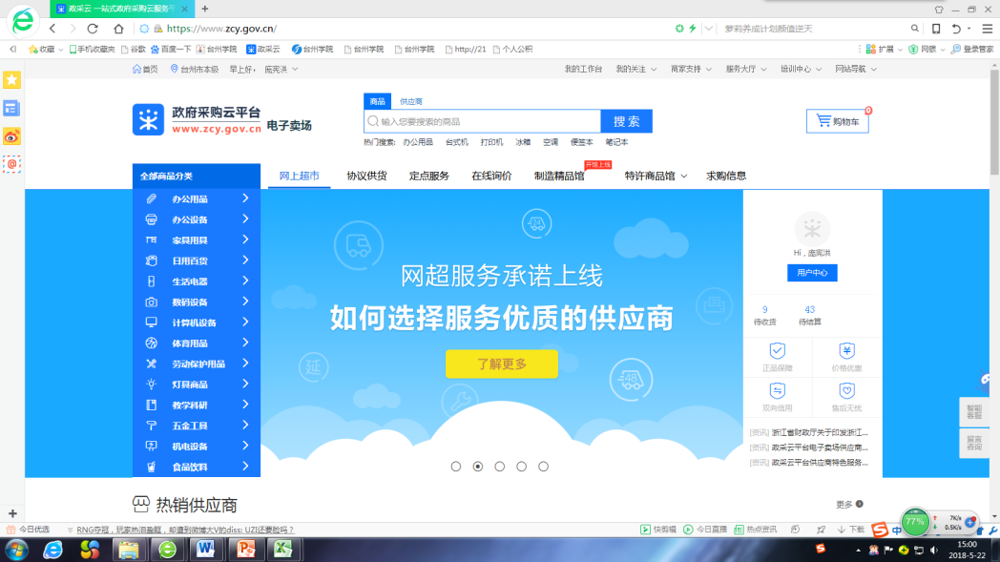 政采云 一站式政府采购云服务平
https://www.zcy.gov.cn/
萝莉养成计划颜值逆天
收藏 手机收藏夹 谷歌 百度一下 台州学院 政采云 台州学院 台州学院 台州学院 http://21 个人公积 扩展 网银 登录管家
首页 台州市本级 早上好， 庞宪洪 我的工作台 我的关注 商家支持 服务大厅 培训中心 网站导航
商品 供应商
政府采购云平台
www.zcy.gov.cn
电子卖场
输入您要搜索的商品 搜索
购物车 0
热门搜索: 办公用品 台式机 打印机 冰箱 空调 便签本 笔记本
开馆上线
全部商品分类 网上超市 协议供货 定点服务 在线询价 制造精品馆 特许商品馆 求购信息
办公用品
办公设备
家具用具
日用百货
生活电器
数码设备
计算机设备
体育用品
劳动保护用品
灯具商品
教学科研
五金工具
机电设备
食品饮料
24
网超服务承诺上线
如何选择服务优质的供应商
了解更多
延
48
Hi，庞宪洪
用户中心
9 43
待收货 待结算
正品保障 价格优惠
双向信用 售后无忧
[资讯] 浙江省财政厅关于印发浙江...
[资讯] 政采云平台电子卖场供应商...
[资讯] 政采云平台供应商特色服务...
智能
客服
留言
咨询
热销供应商 更多
今日优选 RNG夺冠，玩家热泪盈眶，却遭到微博大V的diss: UZI还要脸吗？ 快剪辑 今日直播 热点资讯 下载
77% 7K/s
0.5K/s
中
15:00
2018-5-22